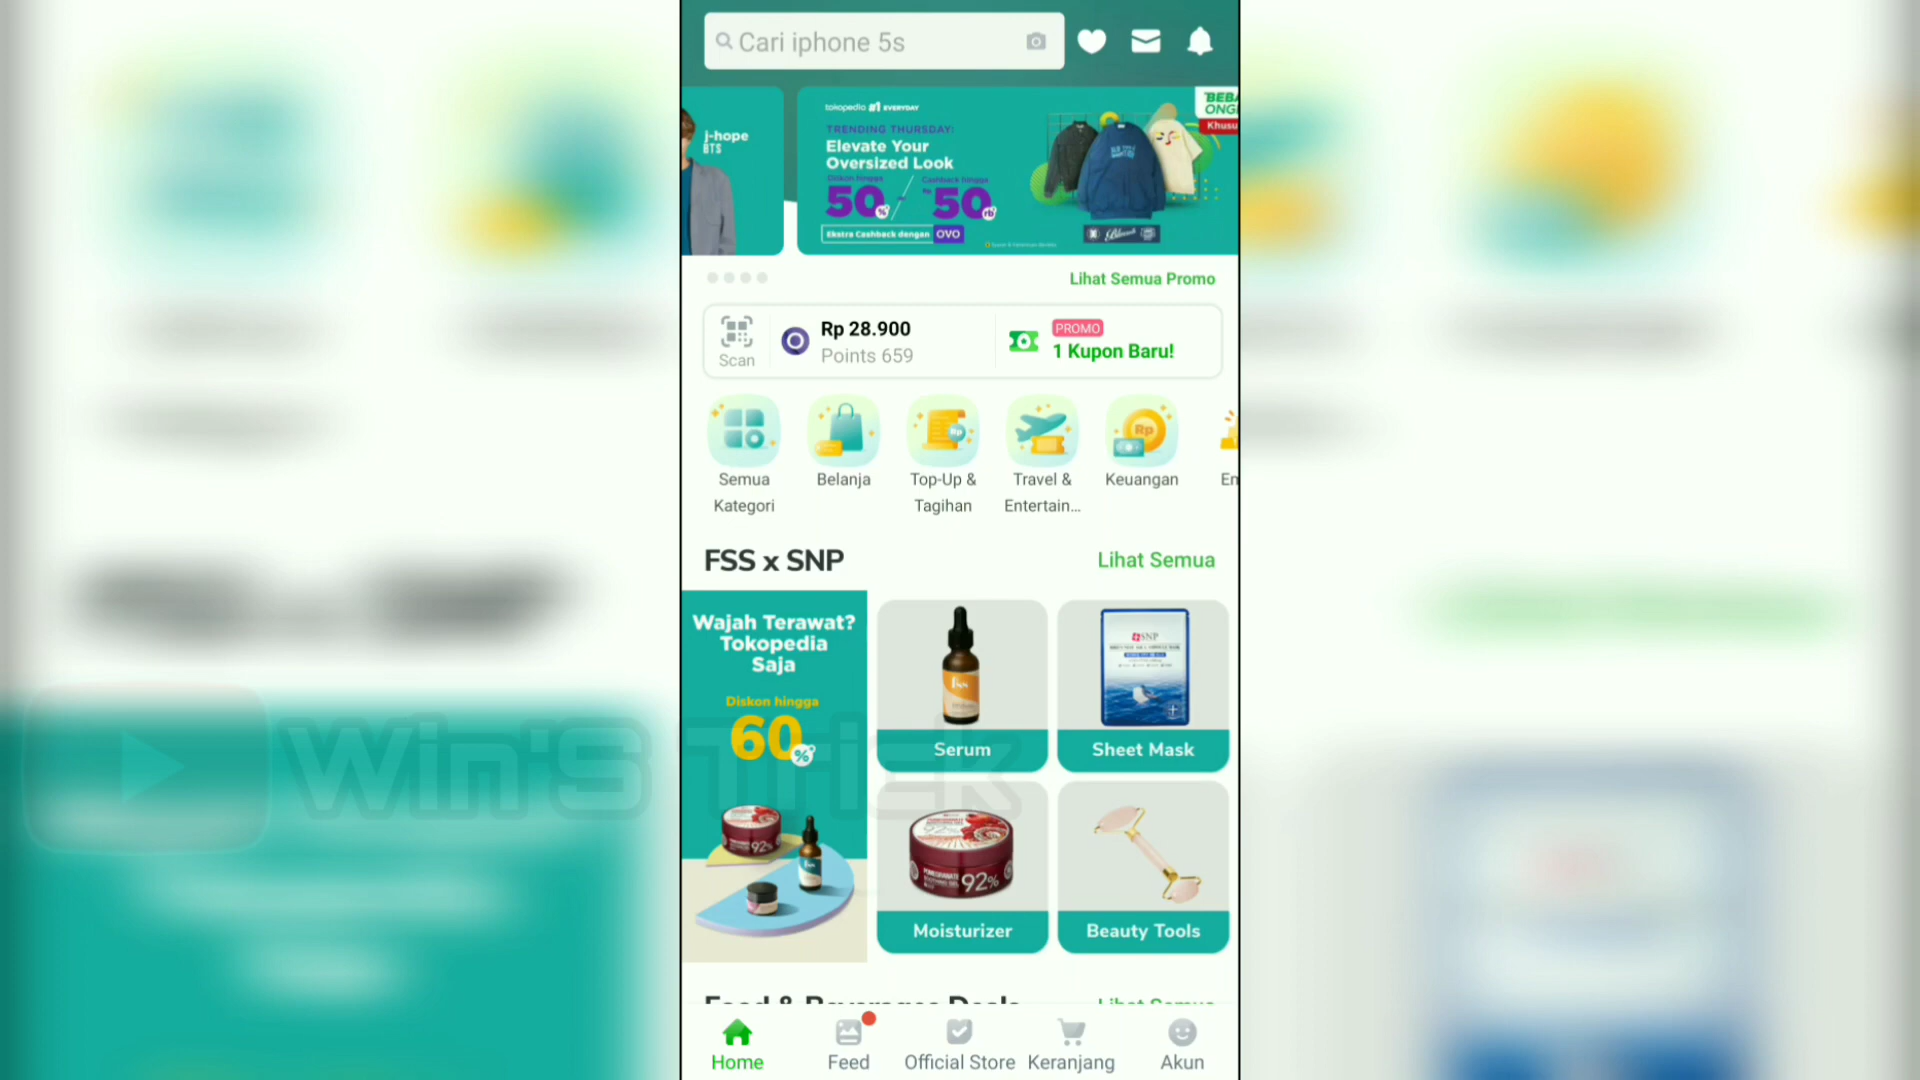 Cari iphone 5s
j-hope
BTS
tokopedia #1 EVERYDAY
TRENDING THURSDAY:
Elevate Your
Oversized Look
Diskon hingga
50%
Cashback hingga
Rp 50rb
Ekstra Cashback dengan OVO
Khusu
Lihat Semua Promo
Scan
Rp 28.900
Points 659
PROMO
1 Kupon Baru!
Semua
Kategori
Belanja
Top-Up &
Tagihan
Travel &
Entertain...
Keuangan
En
FSS x SNP
Lihat Semua
Wajah Terawat?
Tokopedia
Saja
Diskon hingga
60%
fss
Serum
SNP
Sheet Mask
92%
Moisturizer
Beauty Tools
Win'S Trick
Food & Beverages Deals
Lihat Semua
Home
Feed
Official Store
Keranjang
Akun